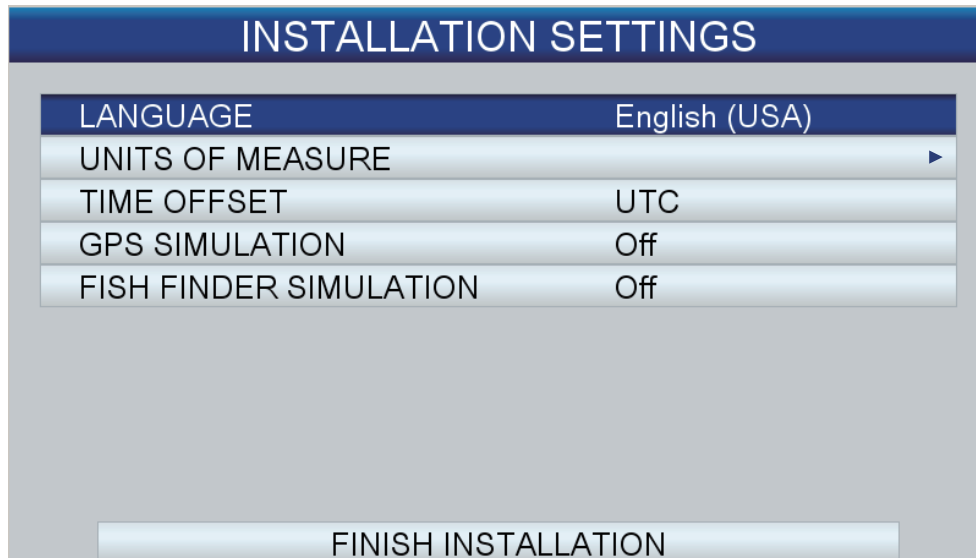 INSTALLATION SETTINGS
LANGUAGE English (USA)
UNITS OF MEASURE
TIME OFFSET UTC
GPS SIMULATION Off
FISH FINDER SIMULATION Off
FINISH INSTALLATION